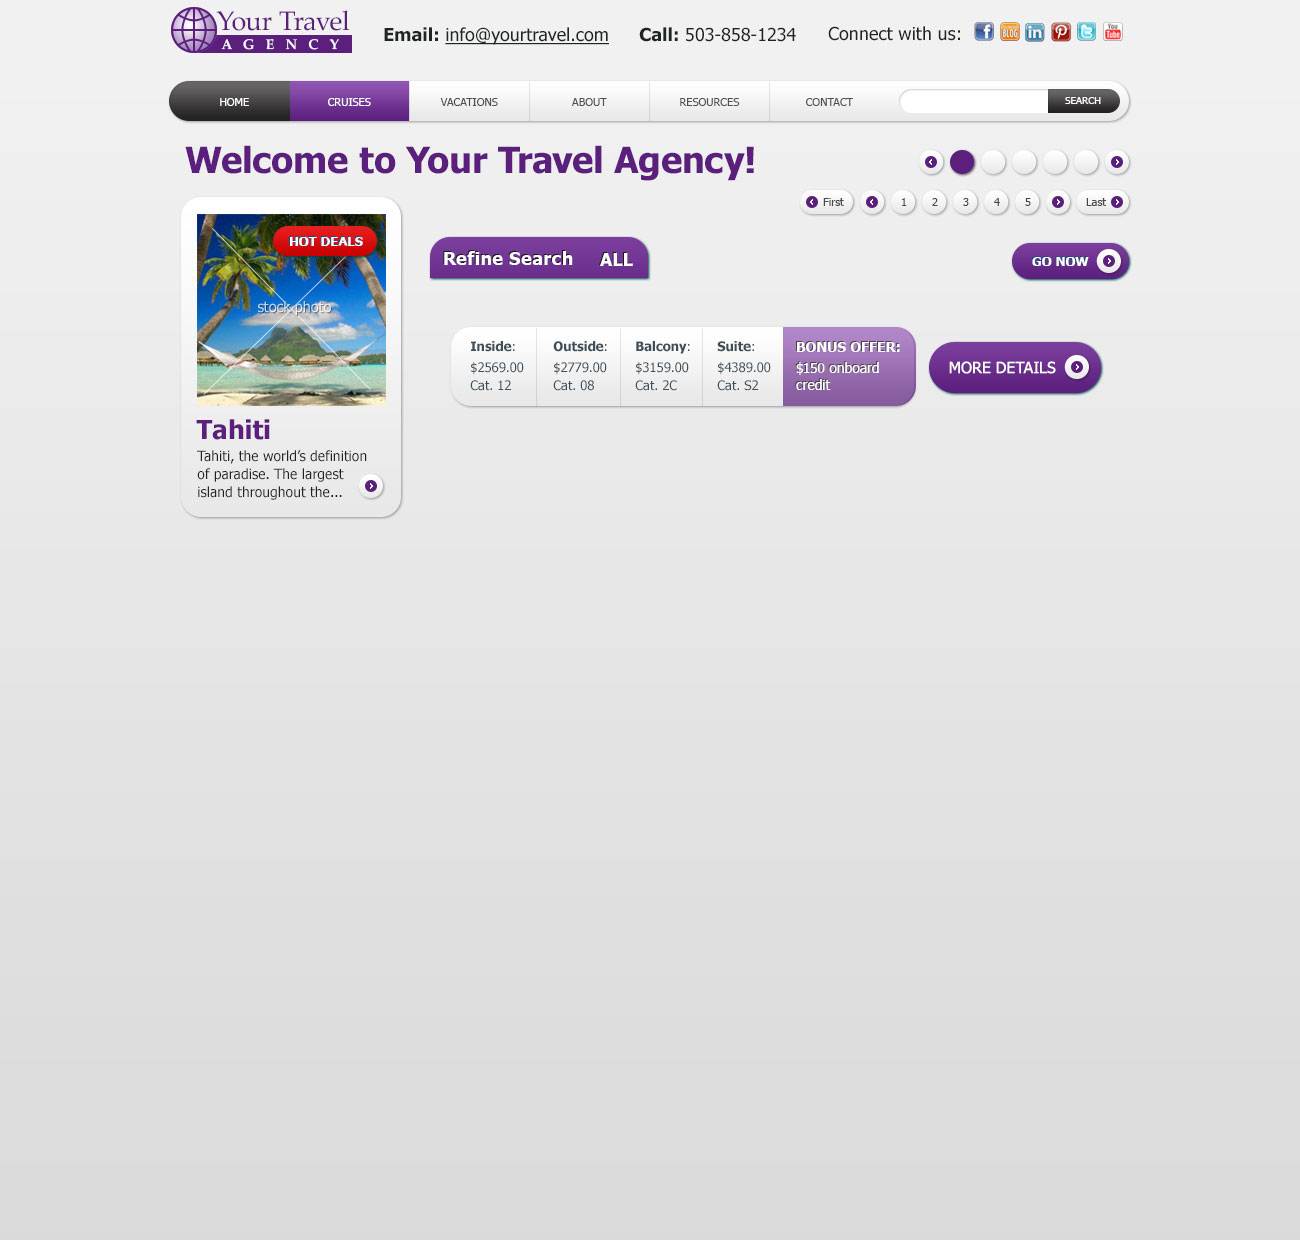 Your Travel
AGENCY
Email: info@yourtravel.com
Call: 503-858-1234
Connect with us:
f
BLOG
in
P
t
You
Tube
HOME
CRUISES
VACATIONS
ABOUT
RESOURCES
CONTACT
SEARCH
Welcome to Your Travel Agency!
First
1
2
3
4
5
Last
HOT DEALS
stock photo
Tahiti
Tahiti, the world's definition
of paradise. The largest
island throughout the...
Refine Search ALL
GO NOW
Inside:
$2569.00
Cat. 12
Outside:
$2779.00
Cat. 08
Balcony:
$3159.00
Cat. 2C
Suite:
$4389.00
Cat. S2
BONUS OFFER:
$150 onboard
credit
MORE DETAILS